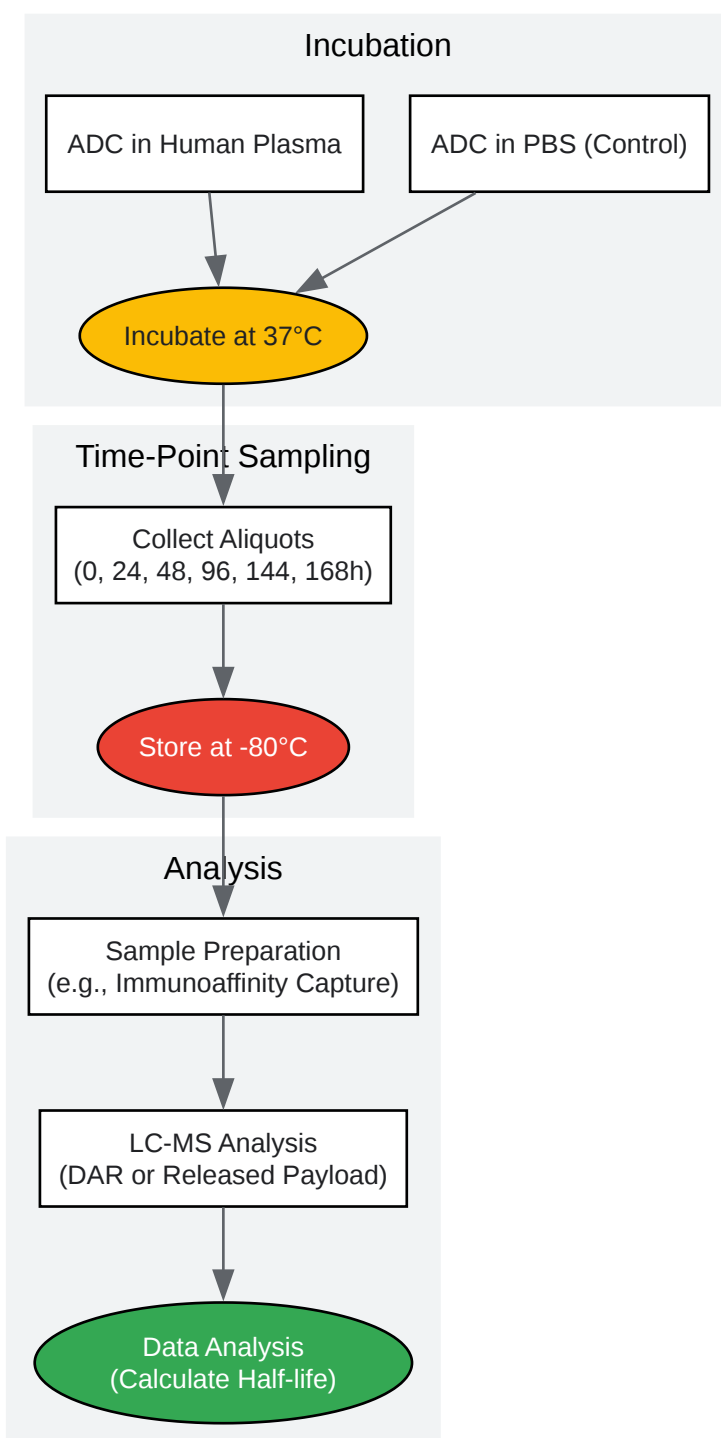 Incubation
ADC in Human Plasma
ADC in PBS (Control)
Incubate at 37°C
Time-Point Sampling
Collect Aliquots
(0, 24, 48, 96, 144, 168h)
Store at -80°C
Analysis
Sample Preparation
(e.g., Immunoaffinity Capture)
LC-MS Analysis
(DAR or Released Payload)
Data Analysis
(Calculate Half-life)